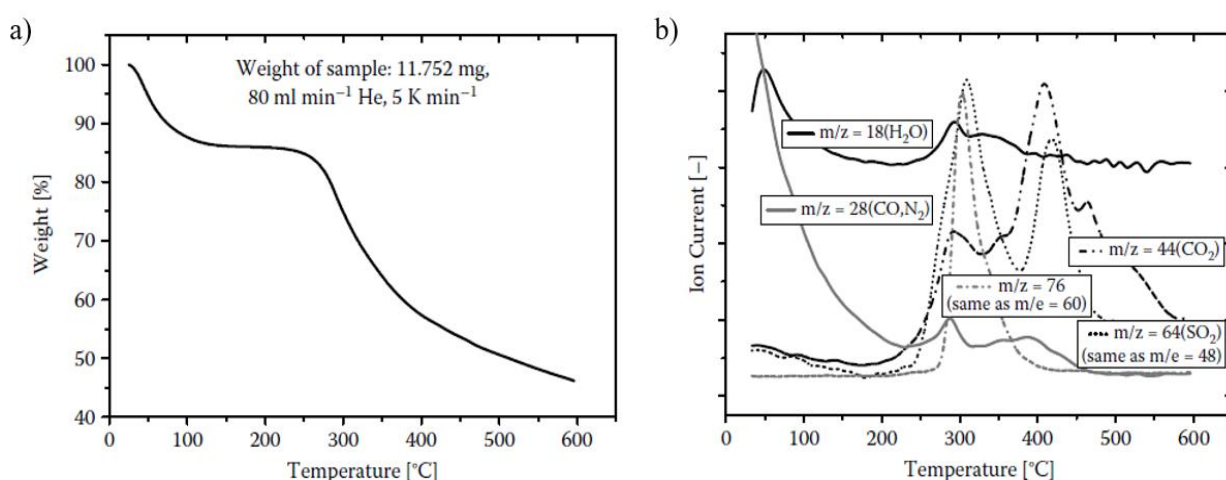 a)
Weight of sample: 11.752 mg,
80 ml min⁻¹ He, 5 K min⁻¹
Weight [%]
100
90
80
70
60
50
40
0 100 200 300 400 500 600
Temperature [°C]
b)
m/z = 18(H₂O)
m/z = 28(CO,N₂)
m/z = 44(CO₂)
m/z = 76
(same as m/e = 60)
m/z = 64(SO₂)
(same as m/e = 48)
Ion Current [–]
0 100 200 300 400 500 600
Temperature [°C]